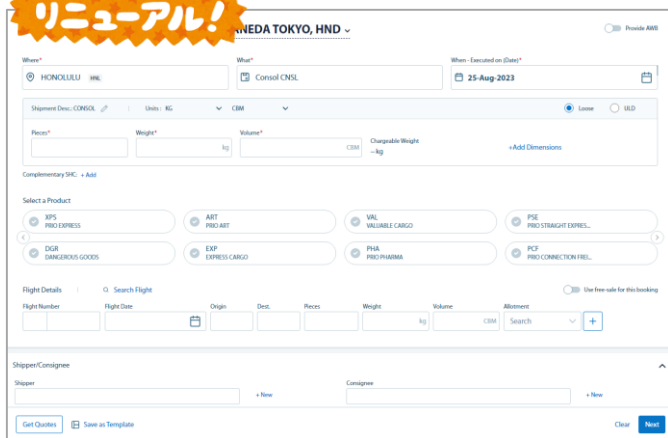 リニューアル!
NEDA TOKYO, HND
Provide AWB
Where*
What*
When - Executed on (Date)*
HONOLULU HNL
Consol CNSL
25-Aug-2023
Shipment Desc.: CONSOL
Units : KG
CBM
Loose
ULD
Pieces*
Weight*
Volume*
kg
CBM
Chargeable Weight
-- kg
+Add Dimensions
Complementary SHC: + Add
Select a Product
XPS
PRIO EXPRESS
ART
PRIO ART
VAL
VALUABLE CARGO
PSE
PRIO STRAIGHT EXPRES...
DGR
DANGEROUS GOODS
EXP
EXPRESS CARGO
PHA
PRIO PHARMA
PCF
PRIO CONNECTION FREI...
Flight Details
Search Flight
Use free-sale for this booking
Flight Number
Flight Date
Origin
Dest.
Pieces
Weight
Volume
Allotment
kg
CBM
Search
+
Shipper/Consignee
Shipper
+ New
Consignee
+ New
Get Quotes
Save as Template
Clear
Next